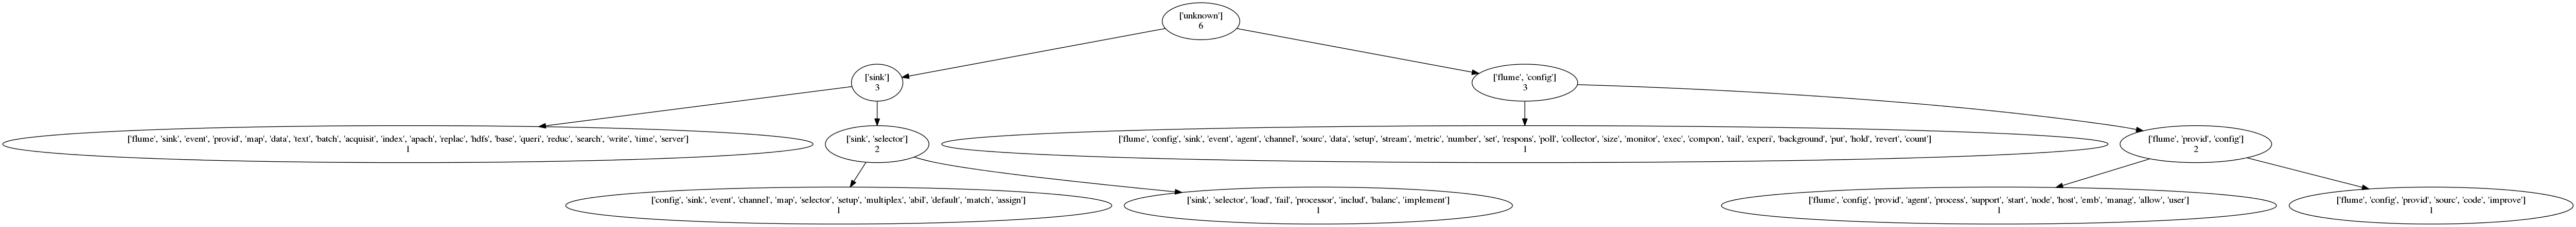 ['unknown']
6
['sink']
3
['flume', 'config']
3
['flume', 'sink', 'event', 'provid', 'map', 'data', 'text', 'batch', 'acquisit', 'index', 'apach', 'replac', 'hdfs', 'base', 'queri', 'reduc', 'search', 'write', 'time', 'server']
1
['sink', 'selector']
2
['flume', 'config', 'sink', 'event', 'agent', 'channel', 'sourc', 'data', 'setup', 'stream', 'metric', 'number', 'set', 'respons', 'poll', 'collector', 'size', 'monitor', 'exec', 'compon', 'tail', 'experi', 'background', 'put', 'hold', 'revert', 'count']
1
['flume', 'provid', 'config']
2
['config', 'sink', 'event', 'channel', 'map', 'selector', 'setup', 'multiplex', 'abil', 'default', 'match', 'assign']
1
['sink', 'selector', 'load', 'fail', 'processor', 'includ', 'balanc', 'implement']
1
['flume', 'config', 'provid', 'agent', 'process', 'support', 'start', 'node', 'host', 'emb', 'manag', 'allow', 'user']
1
['flume', 'config', 'provid', 'sourc', 'code', 'improve']
1